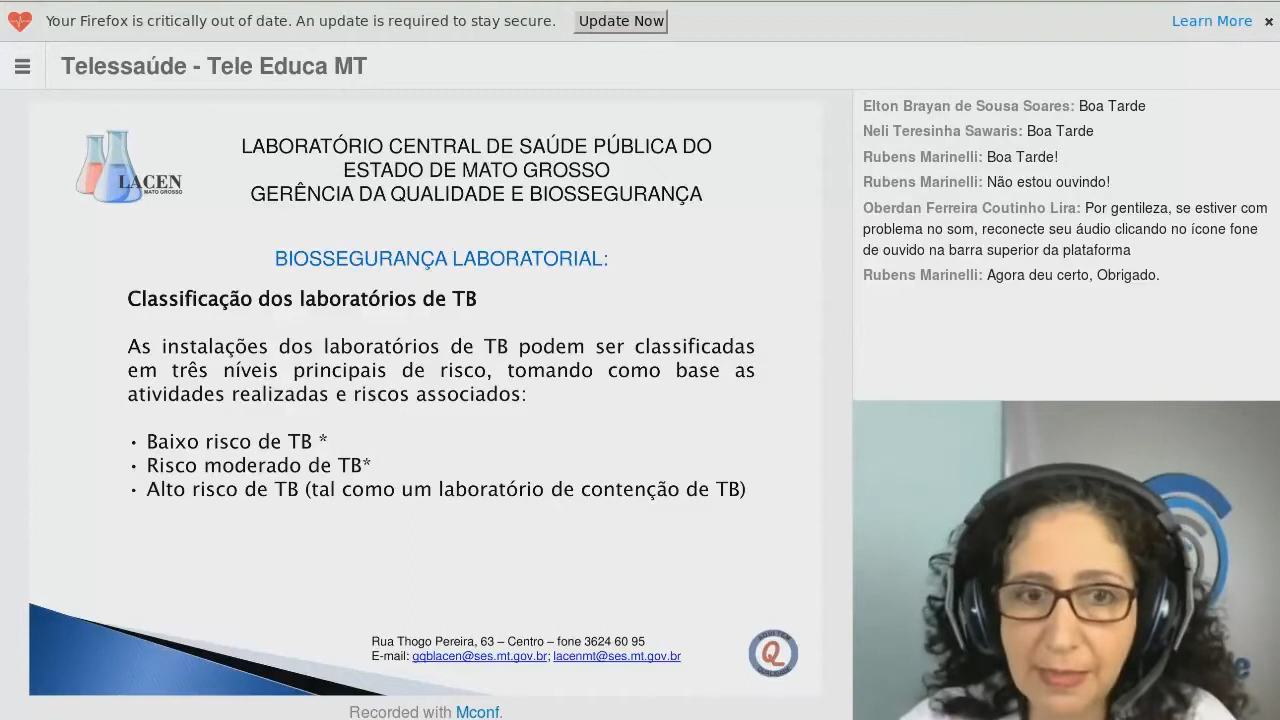 Your Firefox is critically out of date. An update is required to stay secure.
Update Now
Learn More
Telessaúde - Tele Educa MT
LACEN
MATO GROSSO
LABORATÓRIO CENTRAL DE SAÚDE PÚBLICA DO
ESTADO DE MATO GROSSO
GERÊNCIA DA QUALIDADE E BIOSSEGURANÇA
BIOSSEGURANÇA LABORATORIAL:
Classificação dos laboratórios de TB
As instalações dos laboratórios de TB podem ser classificadas
em três níveis principais de risco, tomando como base as
atividades realizadas e riscos associados:
• Baixo risco de TB *
• Risco moderado de TB*
• Alto risco de TB (tal como um laboratório de contenção de TB)
Rua Thogo Pereira, 63 – Centro – fone 3624 60 95
E-mail: gqblacen@ses.mt.gov.br; lacenmt@ses.mt.gov.br
AQUI TEM
Q
QUALIDADE
Recorded with Mconf.
Elton Brayan de Sousa Soares: Boa Tarde
Neli Teresinha Sawaris: Boa Tarde
Rubens Marinelli: Boa Tarde!
Rubens Marinelli: Não estou ouvindo!
Oberdan Ferreira Coutinho Lira: Por gentileza, se estiver com
problema no som, reconecte seu áudio clicando no ícone fone
de ouvido na barra superior da plataforma
Rubens Marinelli: Agora deu certo, Obrigado.